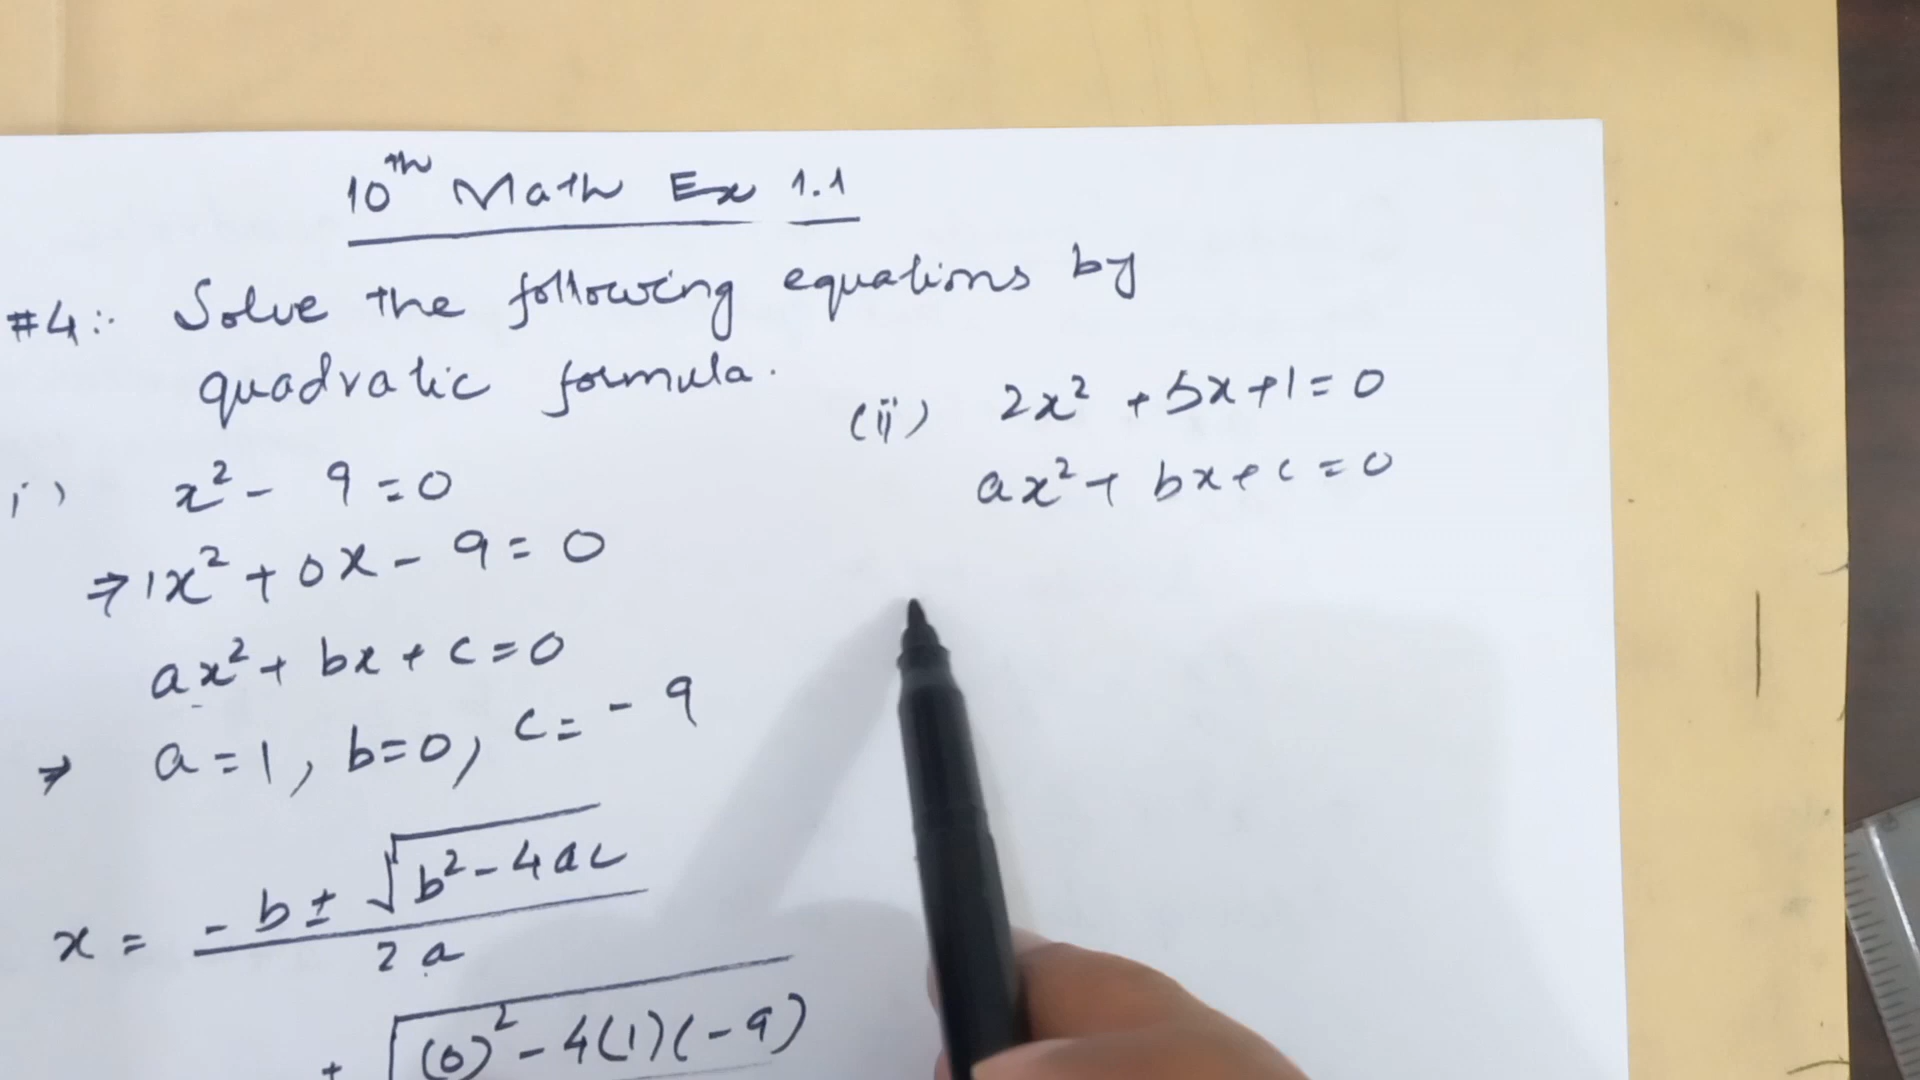 10th Math Ex 1.1
#4:- Solve the following equations by
quadratic formula.
i) x² - 9 = 0
⇒ 1x² + 0x - 9 = 0
ax² + bx + c = 0
⇒ a = 1, b = 0, c = - 9
x = (- b ± √(b² - 4ac)) / 2a
± √((0)² - 4(1)(-9)
(ii) 2x² + 5x + 1 = 0
ax² + bx + c = 0